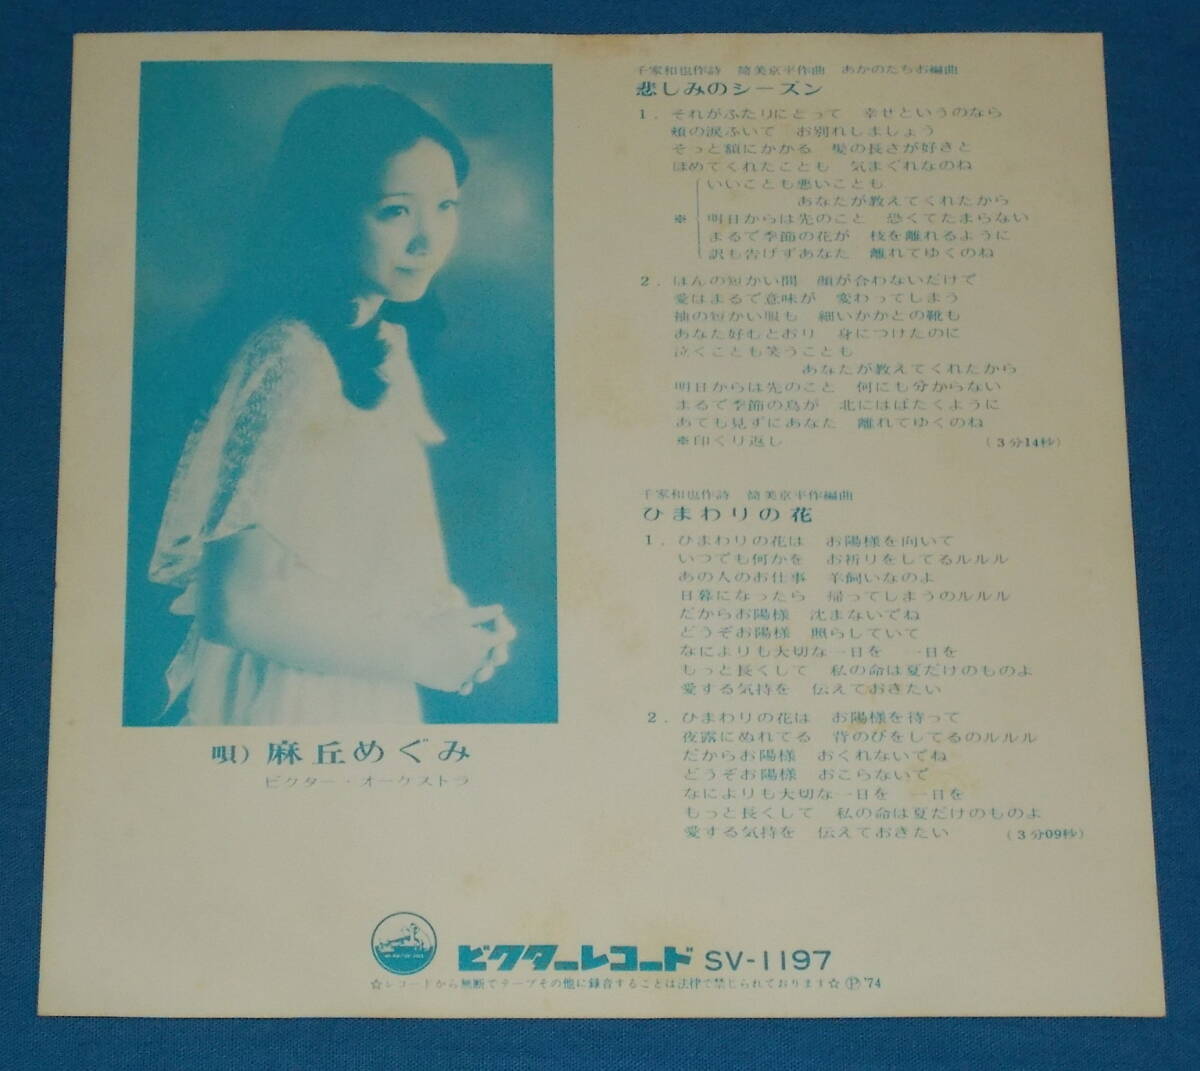 千家和也作詩　筒美京平作曲　あかのたちお編曲
悲しみのシーズン
1．それがふたりにとって　幸せというのなら
頬の涙ふいて　お別れしましょう
そっと額にかかる　髪の長さが好きと
ほめてくれたことも　気まぐれなのね
いいことも悪いことも
あなたが教えてくれたから
※ 明日からは先のこと　恐くてたまらない
まるで季節の花が　枝を離れるように
訳も告げずあなた　離れてゆくのね
2．ほんの短かい間　顔が合わないだけで
愛はまるで意味が　変わってしまう
袖の短かい服も　細いかかとの靴も
あなた好むとおり　身につけたのに
泣くことも笑うことも
あなたが教えてくれたから
明日からは先のこと　何にも分からない
まるで季節の鳥が　北にはばたくように
あても見ずにあなた　離れてゆくのね
※印くり返し　（3分14秒）
千家和也作詩　筒美京平作編曲
ひまわりの花
1．ひまわりの花は　お陽様を向いて
いつでも何かを　お祈りをしてるルルル
あの人のお仕事　羊飼いなのよ
日暮になったら　帰ってしまうのルルル
だからお陽様　沈まないでね
どうぞお陽様　照らしていて
なによりも大切な一日を　一日を
もっと長くして　私の命は夏だけのものよ
愛する気持を　伝えておきたい
2．ひまわりの花は　お陽様を待って
夜露にぬれてる　背のびをしてるのルルル
だからお陽様　おくれないでね
どうぞお陽様　おこらないで
なによりも大切な一日を　一日を
もっと長くして　私の命は夏だけのものよ
愛する気持を　伝えておきたい　（3分09秒）
唄）麻丘めぐみ
ビクター・オーケストラ
ビクターレコード SV-1197
☆レコードから無断でテープその他に録音することは法律で禁じられております☆ Ⓟ'74